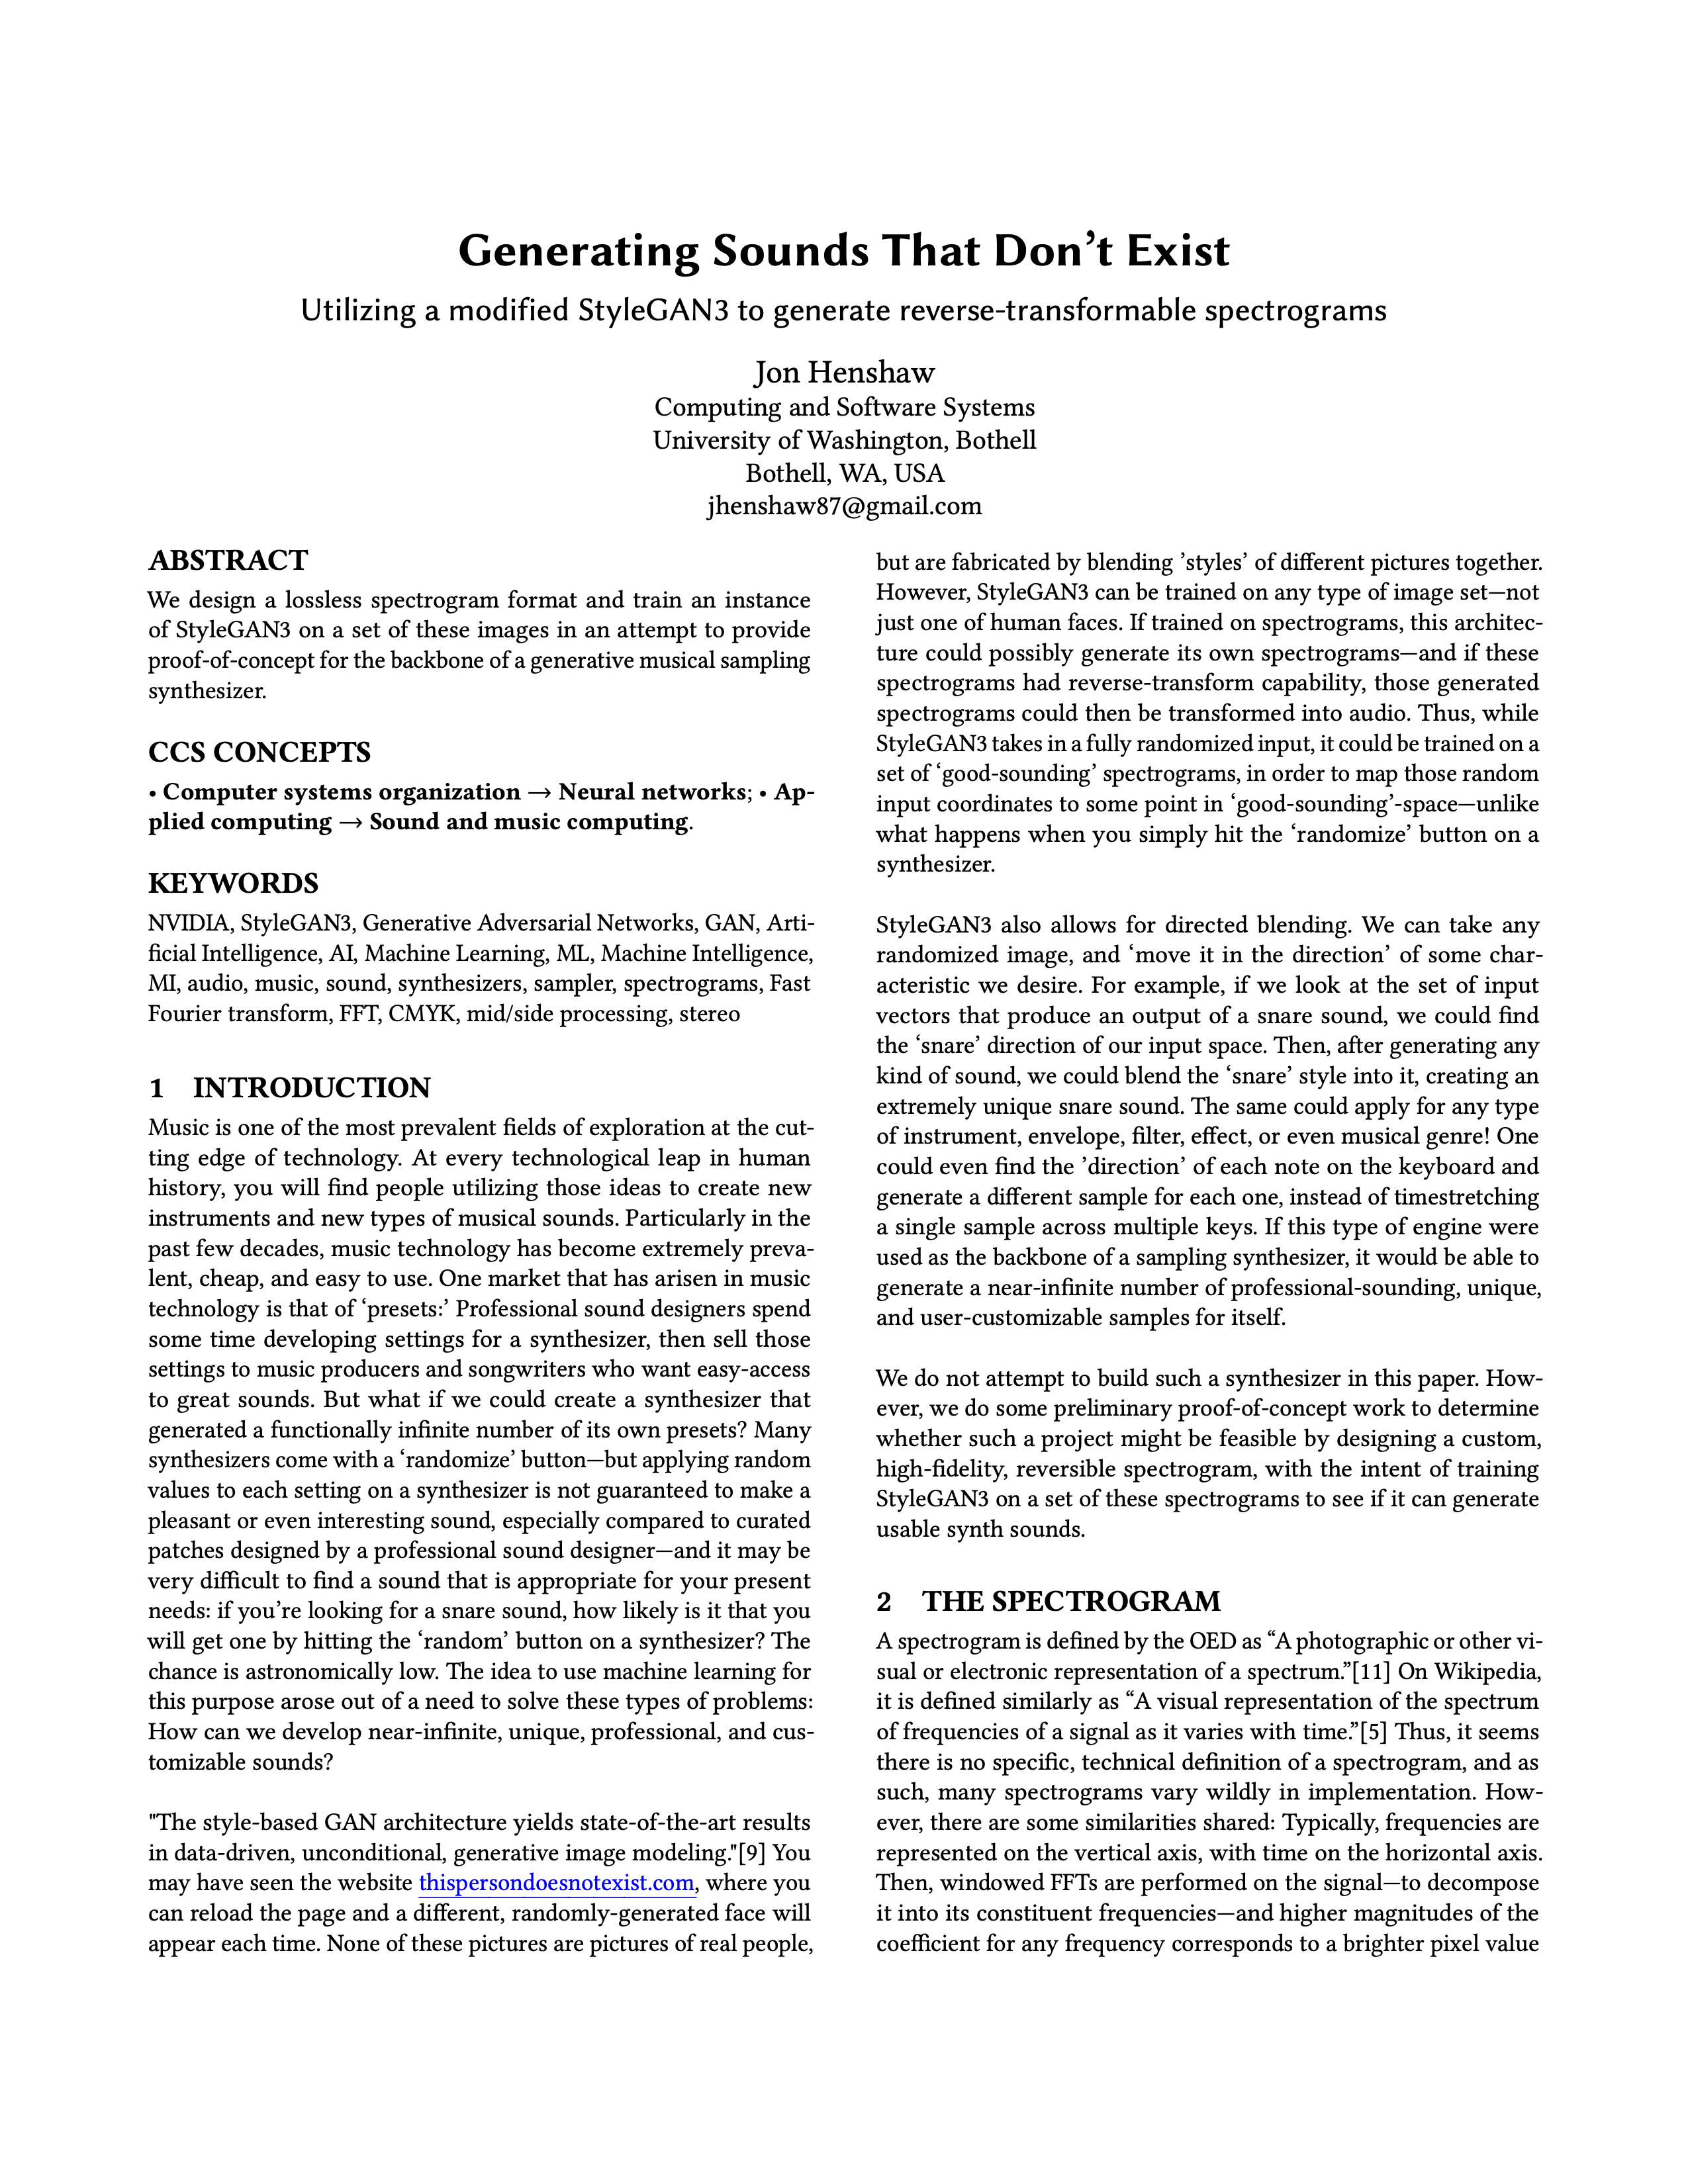 Generating Sounds That Don’t Exist
Utilizing a modified StyleGAN3 to generate reverse-transformable spectrograms
Jon Henshaw
Computing and Software Systems
University of Washington, Bothell
Bothell, WA, USA
jhenshaw87@gmail.com
ABSTRACT
We design a lossless spectrogram format and train an instance
of StyleGAN3 on a set of these images in an attempt to provide
proof-of-concept for the backbone of a generative musical sampling
synthesizer.
CCS CONCEPTS
• Computer systems organization → Neural networks; • Ap-
plied computing → Sound and music computing.
KEYWORDS
NVIDIA, StyleGAN3, Generative Adversarial Networks, GAN, Arti-
ficial Intelligence, AI, Machine Learning, ML, Machine Intelligence,
MI, audio, music, sound, synthesizers, sampler, spectrograms, Fast
Fourier transform, FFT, CMYK, mid/side processing, stereo
1 INTRODUCTION
Music is one of the most prevalent fields of exploration at the cut-
ting edge of technology. At every technological leap in human
history, you will find people utilizing those ideas to create new
instruments and new types of musical sounds. Particularly in the
past few decades, music technology has become extremely preva-
lent, cheap, and easy to use. One market that has arisen in music
technology is that of ‘presets:’ Professional sound designers spend
some time developing settings for a synthesizer, then sell those
settings to music producers and songwriters who want easy-access
to great sounds. But what if we could create a synthesizer that
generated a functionally infinite number of its own presets? Many
synthesizers come with a ‘randomize’ button—but applying random
values to each setting on a synthesizer is not guaranteed to make a
pleasant or even interesting sound, especially compared to curated
patches designed by a professional sound designer—and it may be
very difficult to find a sound that is appropriate for your present
needs: if you’re looking for a snare sound, how likely is it that you
will get one by hitting the ‘random’ button on a synthesizer? The
chance is astronomically low. The idea to use machine learning for
this purpose arose out of a need to solve these types of problems:
How can we develop near-infinite, unique, professional, and cus-
tomizable sounds?
"The style-based GAN architecture yields state-of-the-art results
in data-driven, unconditional, generative image modeling."[9] You
may have seen the website thispersondoesnotexist.com, where you
can reload the page and a different, randomly-generated face will
appear each time. None of these pictures are pictures of real people,
but are fabricated by blending ’styles’ of different pictures together.
However, StyleGAN3 can be trained on any type of image set—not
just one of human faces. If trained on spectrograms, this architec-
ture could possibly generate its own spectrograms—and if these
spectrograms had reverse-transform capability, those generated
spectrograms could then be transformed into audio. Thus, while
StyleGAN3 takes in a fully randomized input, it could be trained on a
set of ‘good-sounding’ spectrograms, in order to map those random
input coordinates to some point in ‘good-sounding’-space—unlike
what happens when you simply hit the ‘randomize’ button on a
synthesizer.
StyleGAN3 also allows for directed blending. We can take any
randomized image, and ‘move it in the direction’ of some char-
acteristic we desire. For example, if we look at the set of input
vectors that produce an output of a snare sound, we could find
the ‘snare’ direction of our input space. Then, after generating any
kind of sound, we could blend the ‘snare’ style into it, creating an
extremely unique snare sound. The same could apply for any type
of instrument, envelope, filter, effect, or even musical genre! One
could even find the ’direction’ of each note on the keyboard and
generate a different sample for each one, instead of timestretching
a single sample across multiple keys. If this type of engine were
used as the backbone of a sampling synthesizer, it would be able to
generate a near-infinite number of professional-sounding, unique,
and user-customizable samples for itself.
We do not attempt to build such a synthesizer in this paper. How-
ever, we do some preliminary proof-of-concept work to determine
whether such a project might be feasible by designing a custom,
high-fidelity, reversible spectrogram, with the intent of training
StyleGAN3 on a set of these spectrograms to see if it can generate
usable synth sounds.
2 THE SPECTROGRAM
A spectrogram is defined by the OED as “A photographic or other vi-
sual or electronic representation of a spectrum.”[11] On Wikipedia,
it is defined similarly as “A visual representation of the spectrum
of frequencies of a signal as it varies with time.”[5] Thus, it seems
there is no specific, technical definition of a spectrogram, and as
such, many spectrograms vary wildly in implementation. How-
ever, there are some similarities shared: Typically, frequencies are
represented on the vertical axis, with time on the horizontal axis.
Then, windowed FFTs are performed on the signal—to decompose
it into its constituent frequencies—and higher magnitudes of the
coefficient for any frequency corresponds to a brighter pixel value